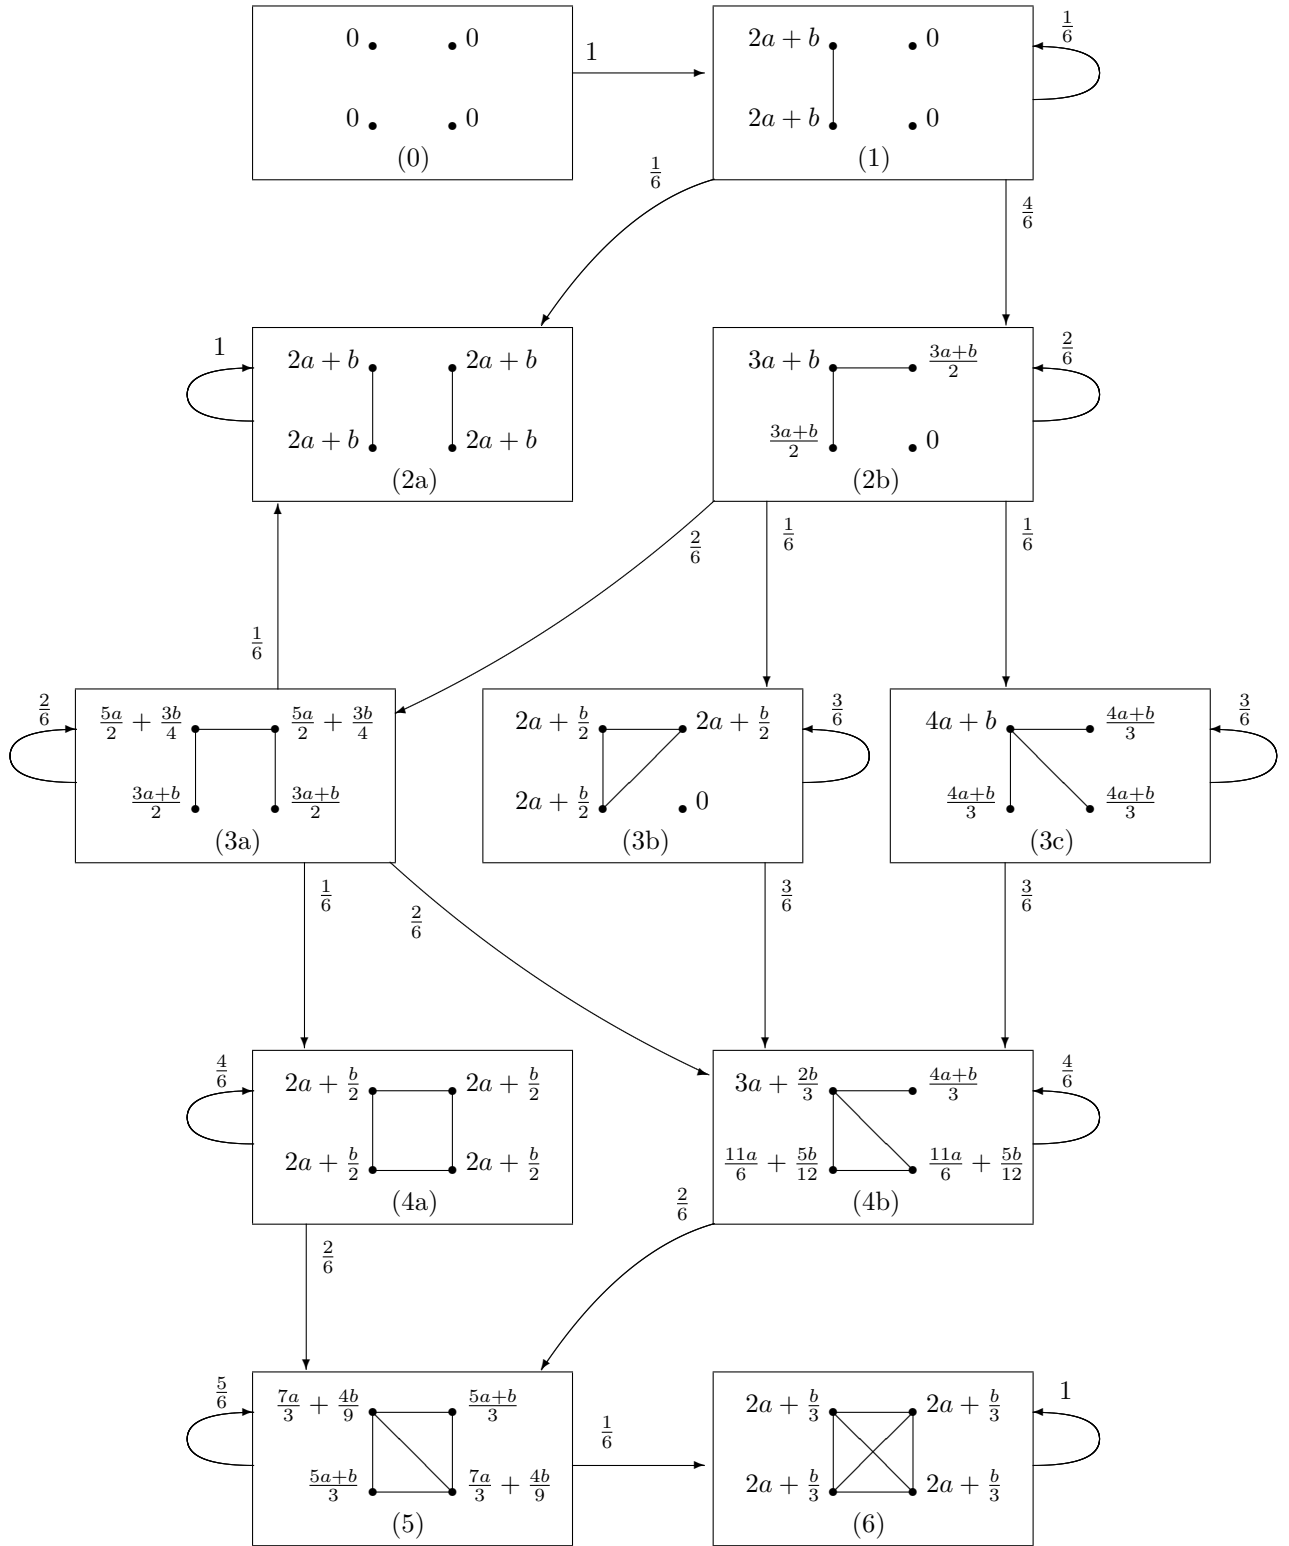 0 0 1 2a + b 0 1/6
0 0 2a + b 0
(0) (1)
1/6 4/6
1 2a + b 2a + b 3a + b (3a+b)/2 2/6
2a + b 2a + b (3a+b)/2 0
(2a) (2b)
2/6 1/6 1/6
1/6
2/6 5a/2 + 3b/4 5a/2 + 3b/4 2a + b/2 2a + b/2 3/6 4a + b (4a+b)/3 3/6
(3a+b)/2 (3a+b)/2 2a + b/2 0 (4a+b)/3 (4a+b)/3
(3a) (3b) (3c)
1/6 2/6 3/6 3/6
4/6 2a + b/2 2a + b/2 3a + 2b/3 (4a+b)/3 4/6
2a + b/2 2a + b/2 11a/6 + 5b/12 11a/6 + 5b/12
(4a) (4b)
2/6 2/6
5/6 7a/3 + 4b/9 (5a+b)/3 1/6 2a + b/3 2a + b/3 1
(5a+b)/3 7a/3 + 4b/9 2a + b/3 2a + b/3
(5) (6)